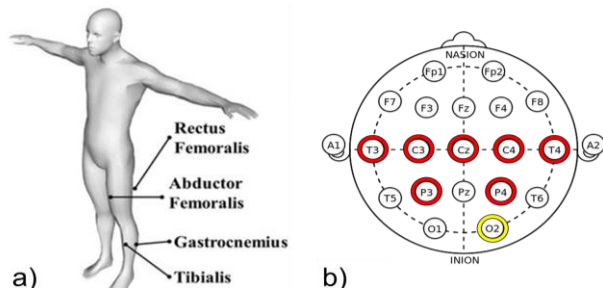 Rectus
Femoralis
Abductor
Femoralis
Gastrocnemius
Tibialis
a)
NASION
Fp1 Fp2
F7 F3 Fz F4 F8
A1 T3 C3 Cz C4 T4 A2
T5 P3 Pz P4 T6
O1 O2
INION
b)